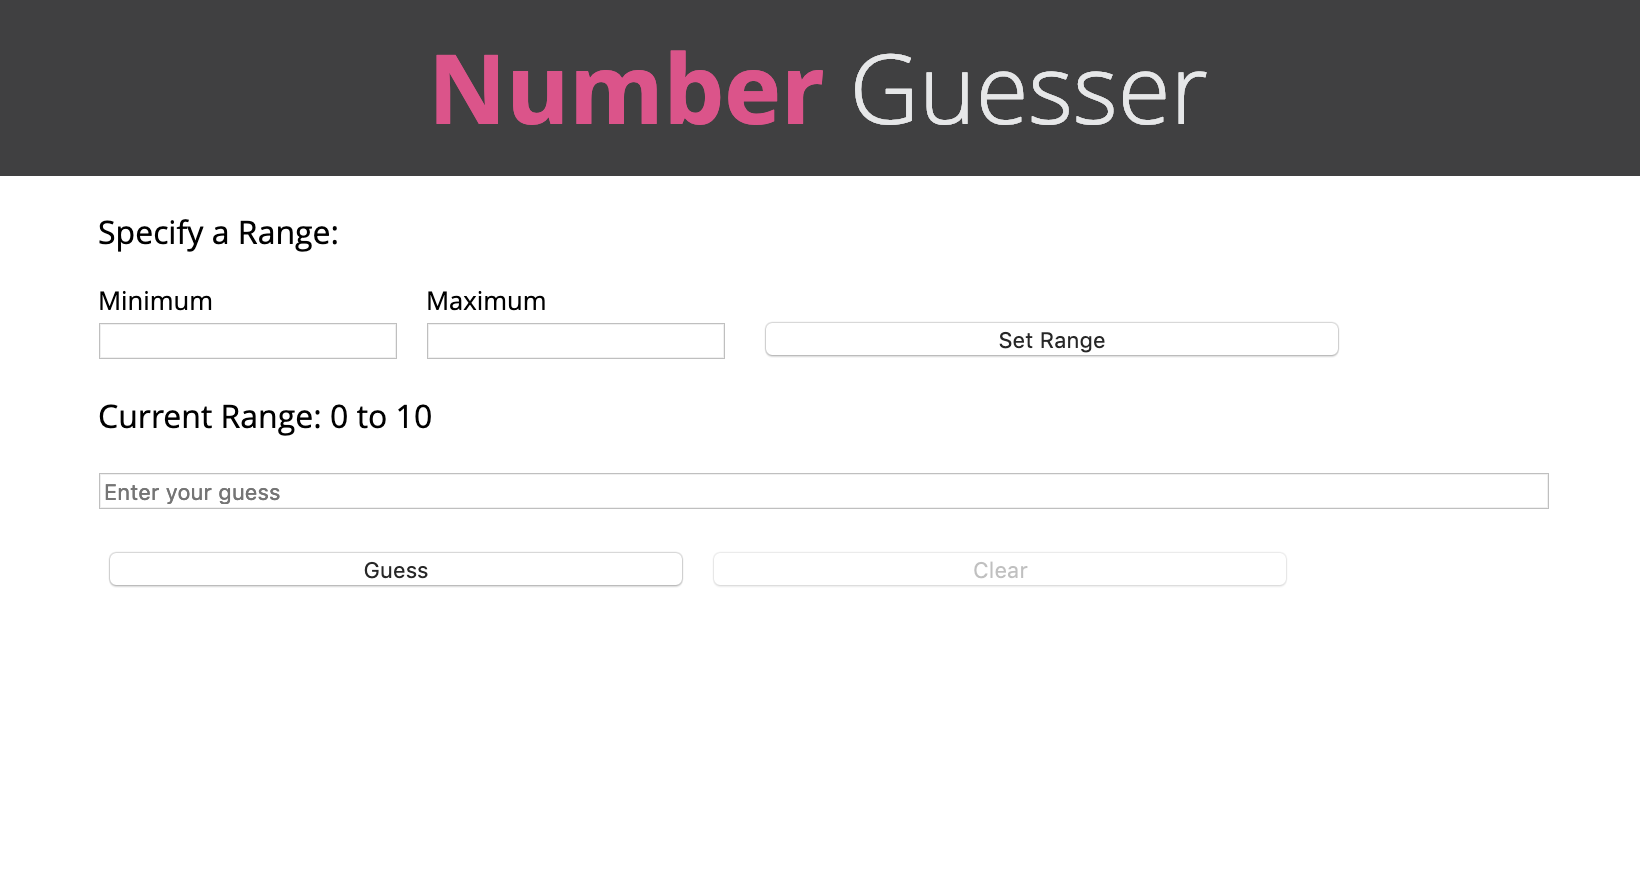 Number Guesser
Specify a Range:
Minimum Maximum
Set Range
Current Range: 0 to 10
Enter your guess
Guess Clear